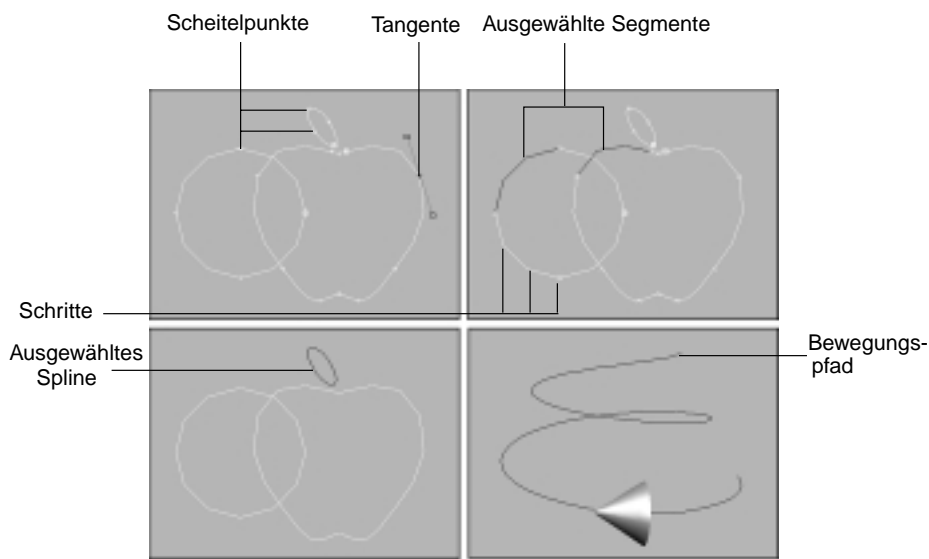 Scheitelpunkte
Tangente
Ausgewählte Segmente
Schritte
Ausgewähltes
Spline
Bewegungs-
pfad